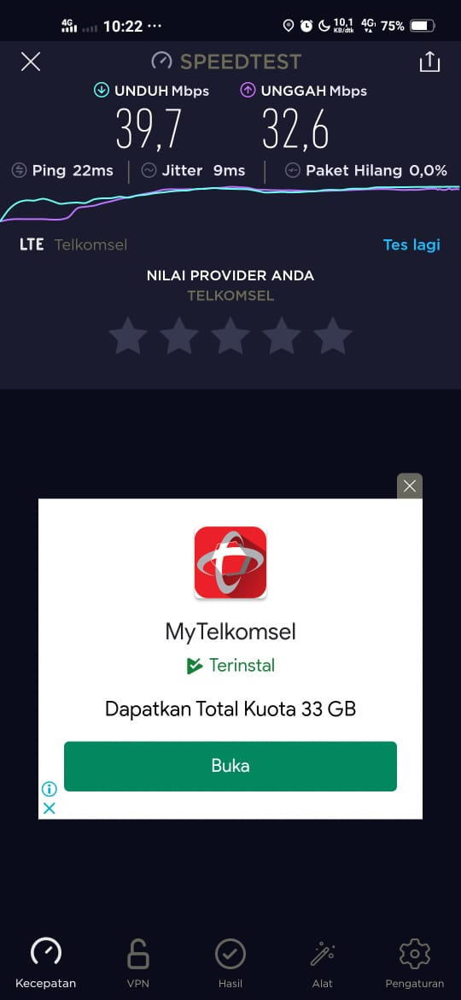 4G 10:22 ••• 10,1 KB/dtk 4G 75%
SPEEDTEST
UNDUH Mbps UNGGAH Mbps
39,7 32,6
Ping 22ms Jitter 9ms Paket Hilang 0,0%
LTE Telkomsel Tes lagi
NILAI PROVIDER ANDA
TELKOMSEL
MyTelkomsel
Terinstal
Dapatkan Total Kuota 33 GB
Buka
Kecepatan VPN Hasil Alat Pengaturan